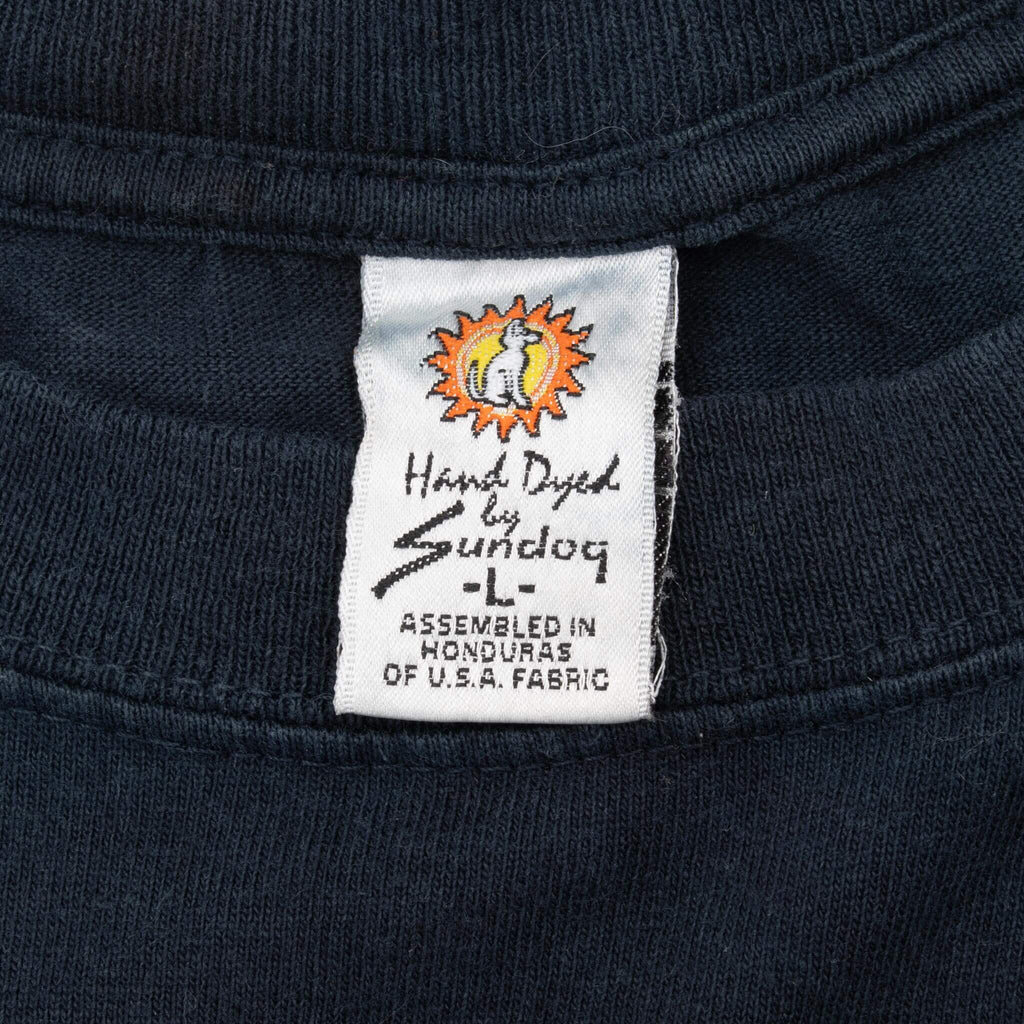 Hand Dyed
by
Sundog
-L-
ASSEMBLED IN
HONDURAS
OF U.S.A. FABRIC